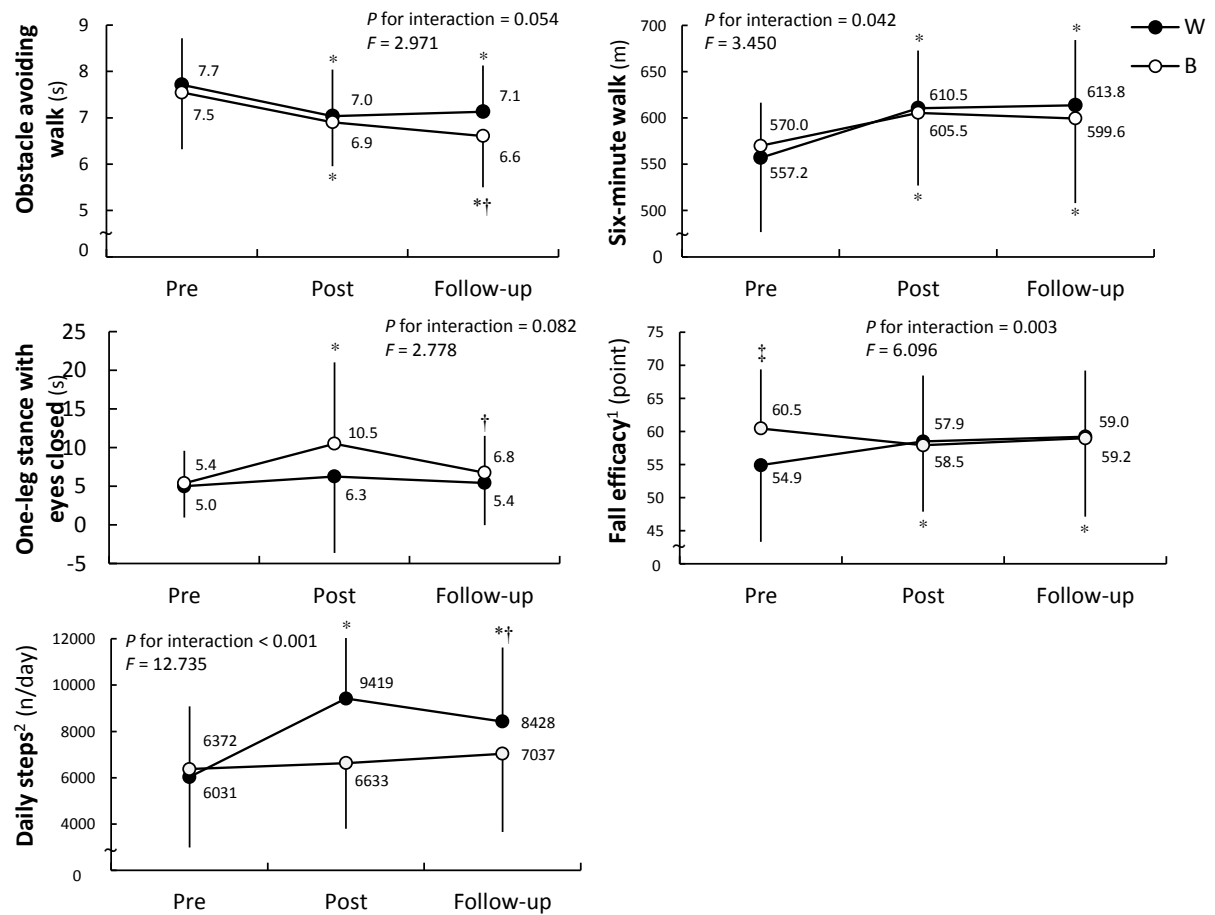 Obstacle avoiding
walk (s)
P for interaction = 0.054
F = 2.971
9
8
7
6
5
0
~
7.7
7.5
*
7.0
6.9
*
*
7.1
6.6
*†
Pre
Post
Follow-up
Six-minute walk (m)
P for interaction = 0.042
F = 3.450
700
650
600
550
500
0
~
570.0
557.2
*
610.5
605.5
*
*
613.8
599.6
*
Pre
Post
Follow-up
W
B
One-leg stance with
eyes closed (s)
P for interaction = 0.082
F = 2.778
25
20
15
10
5
0
-5
5.4
5.0
*
10.5
6.3
†
6.8
5.4
Pre
Post
Follow-up
Fall efficacy¹ (point)
P for interaction = 0.003
F = 6.096
75
70
65
60
55
50
45
0
~
‡
60.5
54.9
57.9
58.5
*
59.0
59.2
*
Pre
Post
Follow-up
Daily steps² (n/day)
P for interaction < 0.001
F = 12.735
12000
10000
8000
6000
4000
0
~
6372
6031
*
9419
6633
*†
8428
7037
Pre
Post
Follow-up